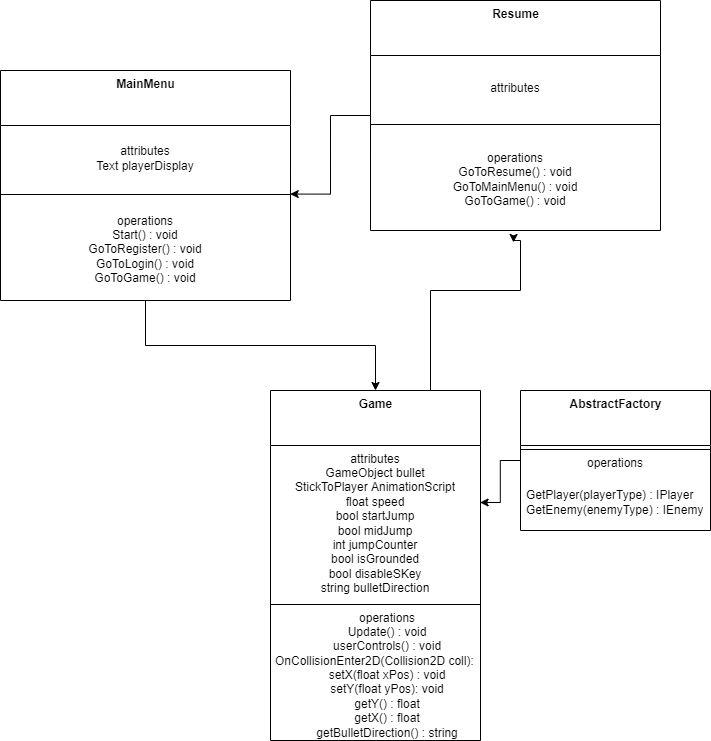 Resume
attributes
operations
GoToResume() : void
GoToMainMenu() : void
GoToGame() : void
MainMenu
attributes
Text playerDisplay
operations
Start() : void
GoToRegister() : void
GoToLogin() : void
GoToGame() : void
Game
attributes
GameObject bullet
StickToPlayer AnimationScript
float speed
bool startJump
bool midJump
int jumpCounter
bool isGrounded
bool disableSKey
string bulletDirection
operations
Update() : void
userControls() : void
OnCollisionEnter2D(Collision2D coll):
setX(float xPos) : void
setY(float yPos): void
getY() : float
getX() : float
getBulletDirection() : string
AbstractFactory
operations
GetPlayer(playerType) : IPlayer
GetEnemy(enemyType) : IEnemy